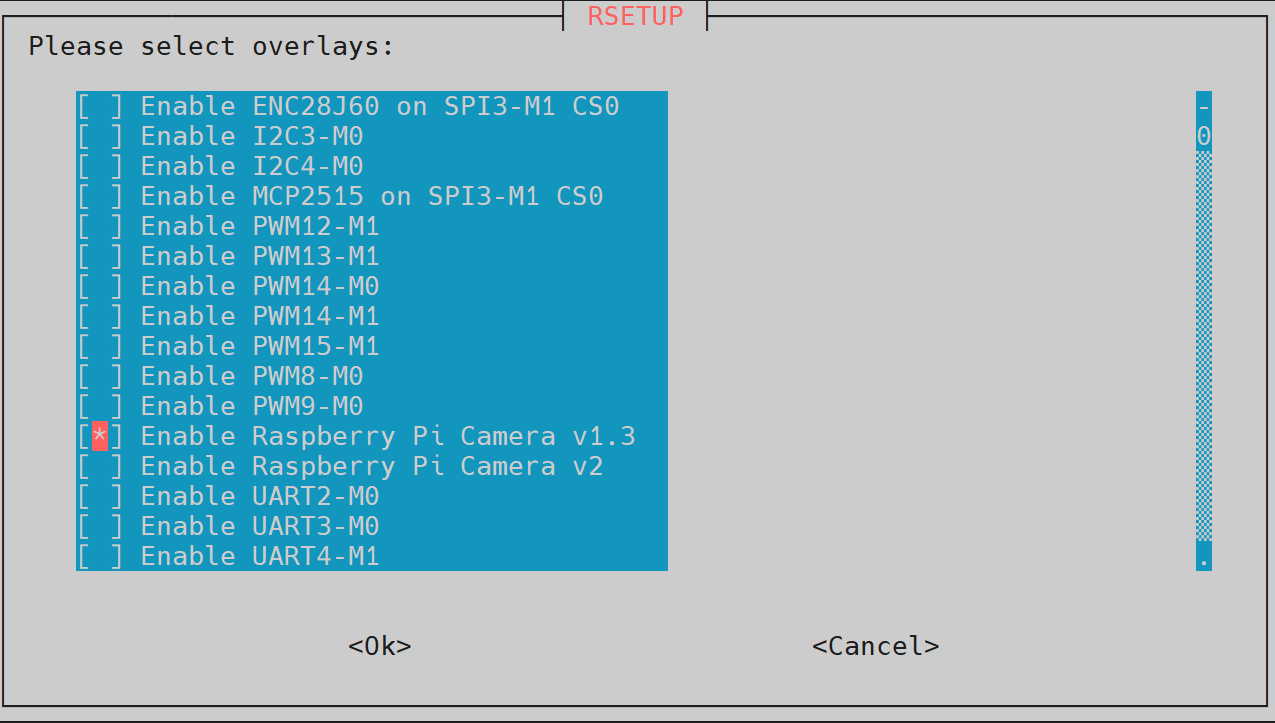 RSETUP
Please select overlays:
[ ] Enable ENC28J60 on SPI3-M1 CS0
[ ] Enable I2C3-M0
[ ] Enable I2C4-M0
[ ] Enable MCP2515 on SPI3-M1 CS0
[ ] Enable PWM12-M1
[ ] Enable PWM13-M1
[ ] Enable PWM14-M0
[ ] Enable PWM14-M1
[ ] Enable PWM15-M1
[ ] Enable PWM8-M0
[ ] Enable PWM9-M0
[*] Enable Raspberry Pi Camera v1.3
[ ] Enable Raspberry Pi Camera v2
[ ] Enable UART2-M0
[ ] Enable UART3-M0
[ ] Enable UART4-M1
<Ok> <Cancel>